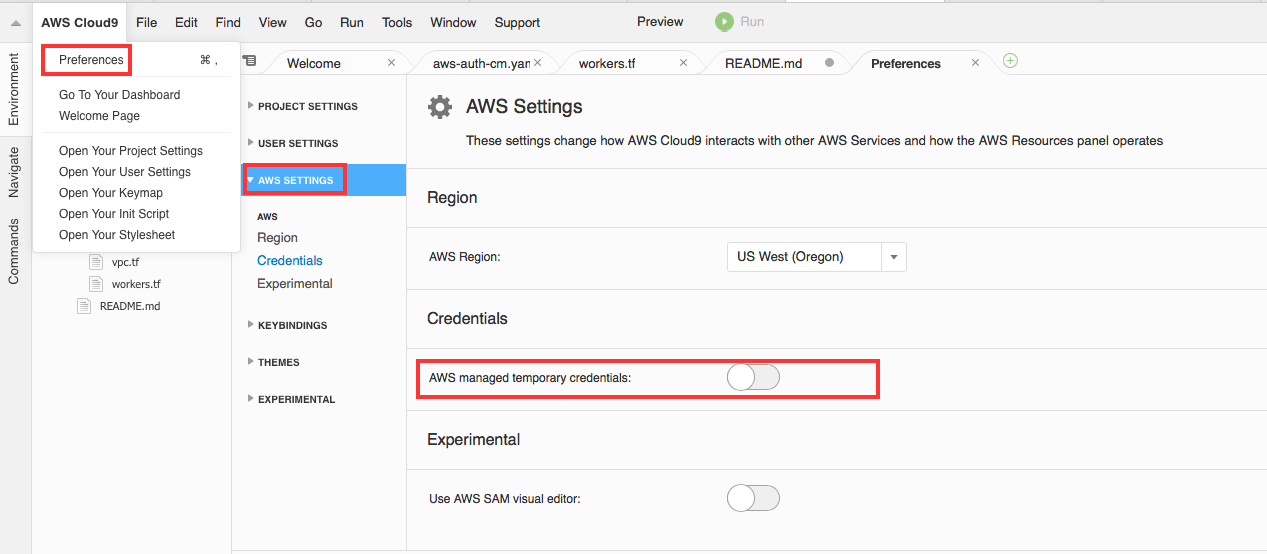 AWS Cloud9 File Edit Find View Go Run Tools Window Support Preview Run
Preferences ⌘ ,
Go To Your Dashboard
Welcome Page
Open Your Project Settings
Open Your User Settings
Open Your Keymap
Open Your Init Script
Open Your Stylesheet
Environment
Navigate
Commands
vpc.tf
workers.tf
README.md
Welcome aws-auth-cm.yam workers.tf README.md Preferences
PROJECT SETTINGS
USER SETTINGS
AWS SETTINGS
AWS
Region
Credentials
Experimental
KEYBINDINGS
THEMES
EXPERIMENTAL
AWS Settings
These settings change how AWS Cloud9 interacts with other AWS Services and how the AWS Resources panel operates
Region
AWS Region: US West (Oregon)
Credentials
AWS managed temporary credentials:
Experimental
Use AWS SAM visual editor: